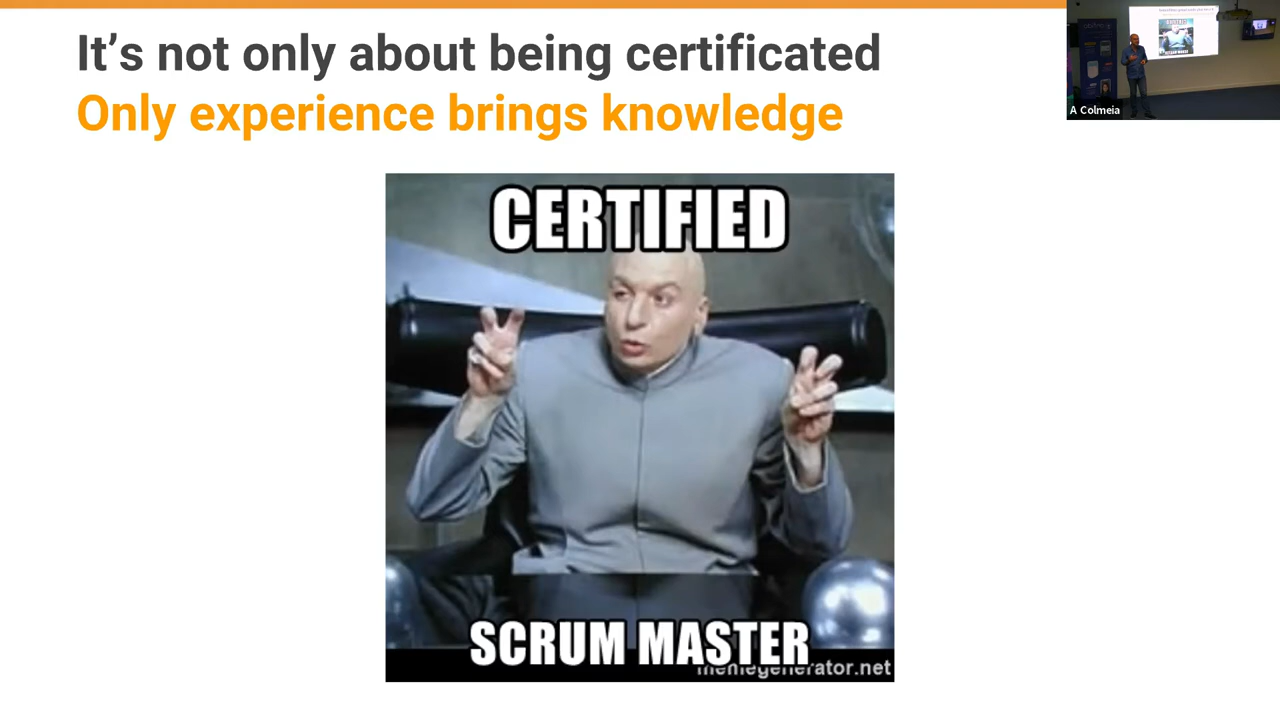 It’s not only about being certificated
Only experience brings knowledge
A Colmeia
CERTIFIED
SCRUM MASTER
memegenerator.net